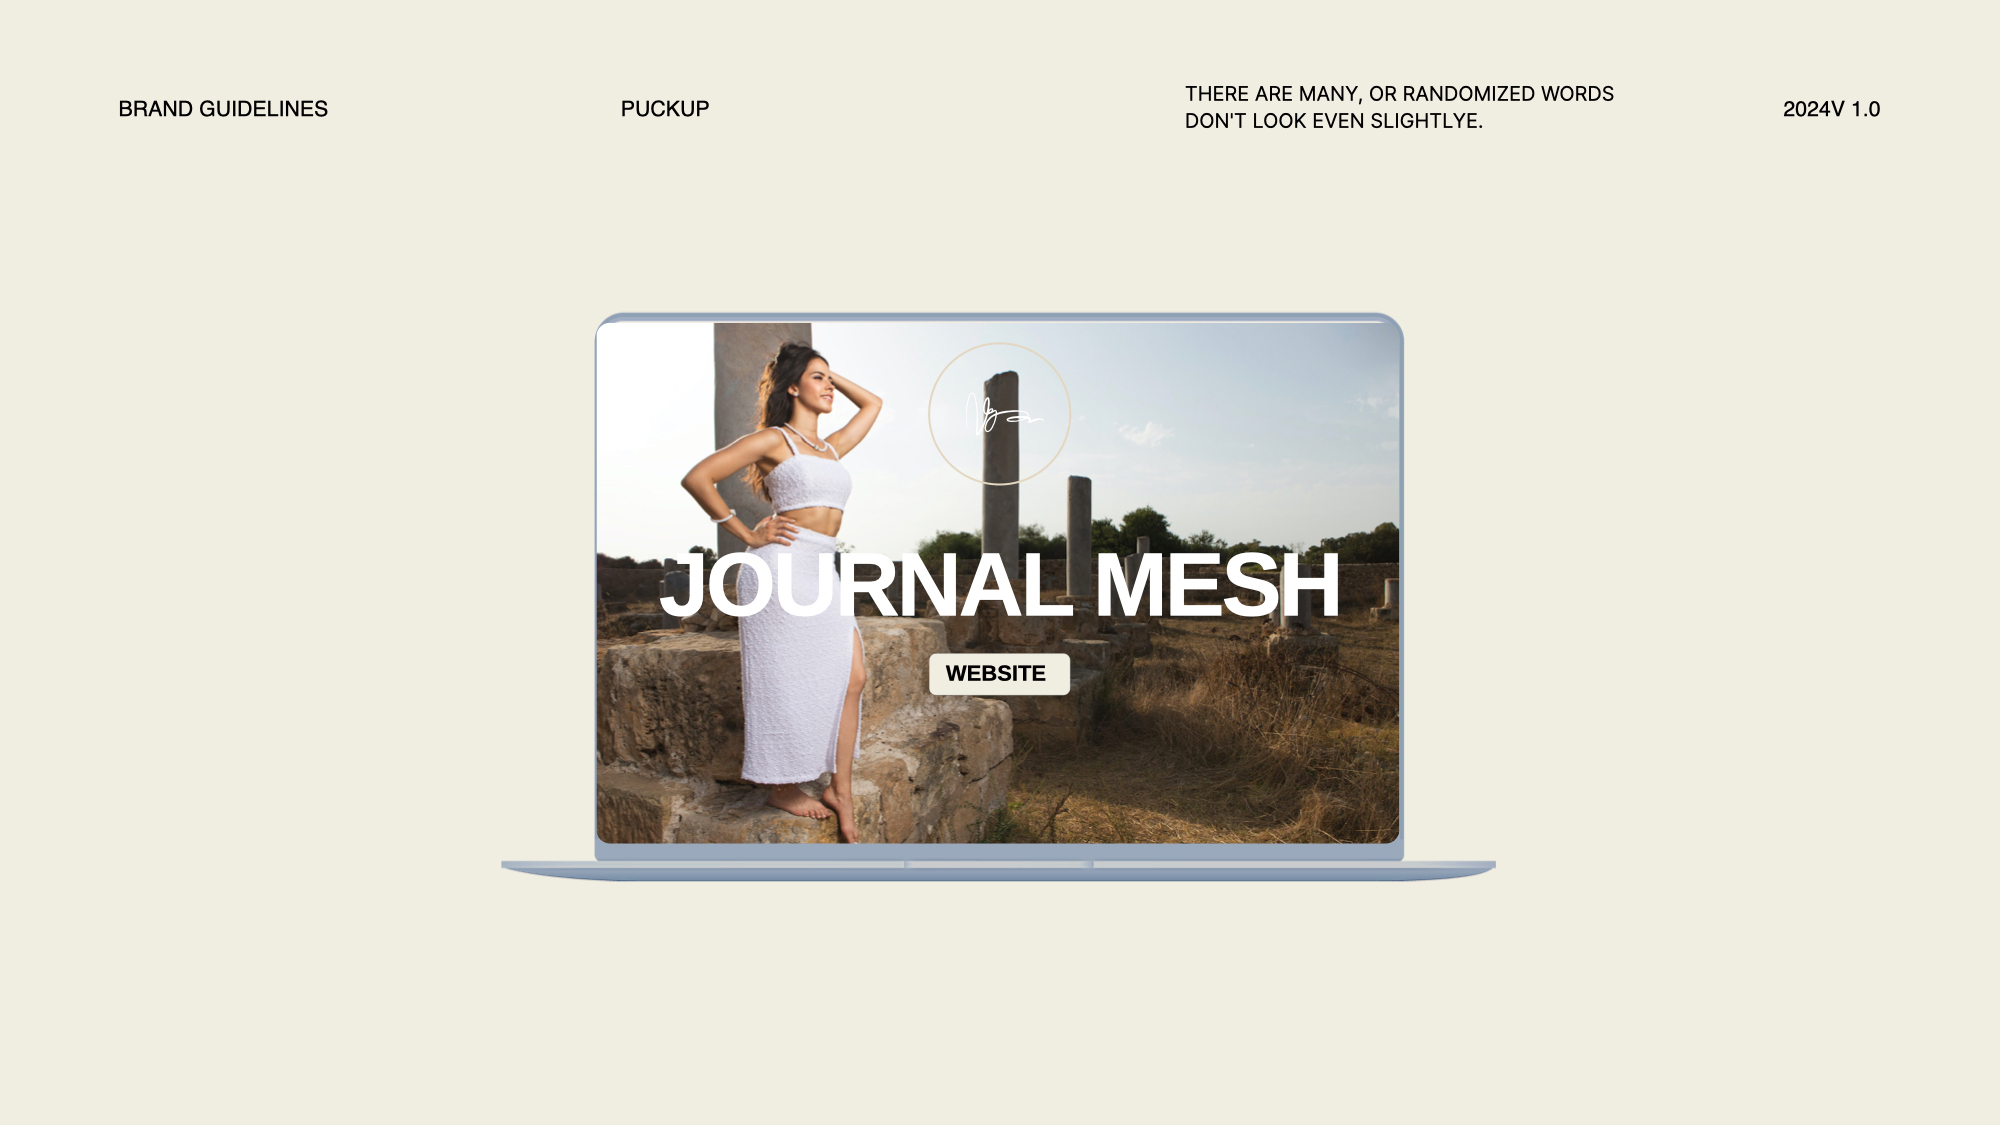 BRAND GUIDELINES
PUCKUP
THERE ARE MANY, OR RANDOMIZED WORDS
DON'T LOOK EVEN SLIGHTLYE.
2024V 1.0
JOURNAL MESH
WEBSITE